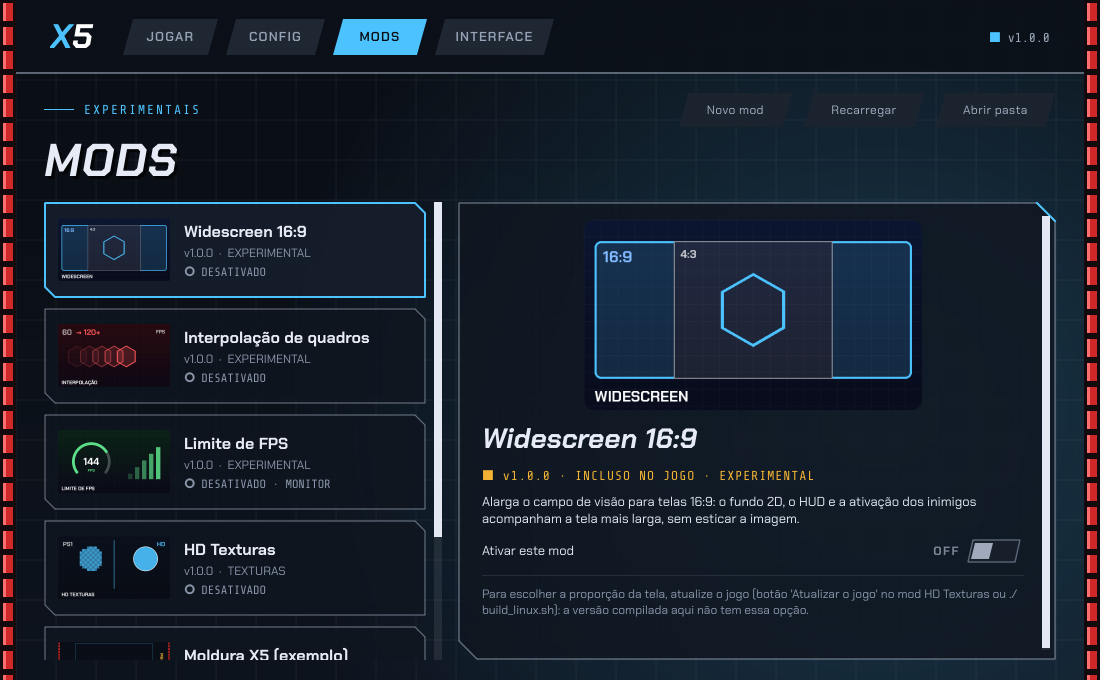 X5
JOGAR
CONFIG
MODS
INTERFACE
v1.0.0
EXPERIMENTAIS
Novo mod
Recarregar
Abrir pasta
MODS
16:9
4:3
WIDESCREEN
Widescreen 16:9
v1.0.0 · EXPERIMENTAL
DESATIVADO
60 → 120+
FPS
INTERPOLAÇÃO
Interpolação de quadros
v1.0.0 · EXPERIMENTAL
DESATIVADO
144
FPS
LIMITE DE FPS
Limite de FPS
v1.0.0 · EXPERIMENTAL
DESATIVADO · MONITOR
PS1
HD
HD TEXTURAS
HD Texturas
v1.0.0 · TEXTURAS
DESATIVADO
Moldura X5 (exemplo)
16:9
4:3
WIDESCREEN
Widescreen 16:9
v1.0.0 · INCLUSO NO JOGO · EXPERIMENTAL
Alarga o campo de visão para telas 16:9: o fundo 2D, o HUD e a ativação dos inimigos
acompanham a tela mais larga, sem esticar a imagem.
Ativar este mod
OFF
Para escolher a proporção da tela, atualize o jogo (botão 'Atualizar o jogo' no mod HD Texturas ou ./
build_linux.sh): a versão compilada aqui não tem essa opção.